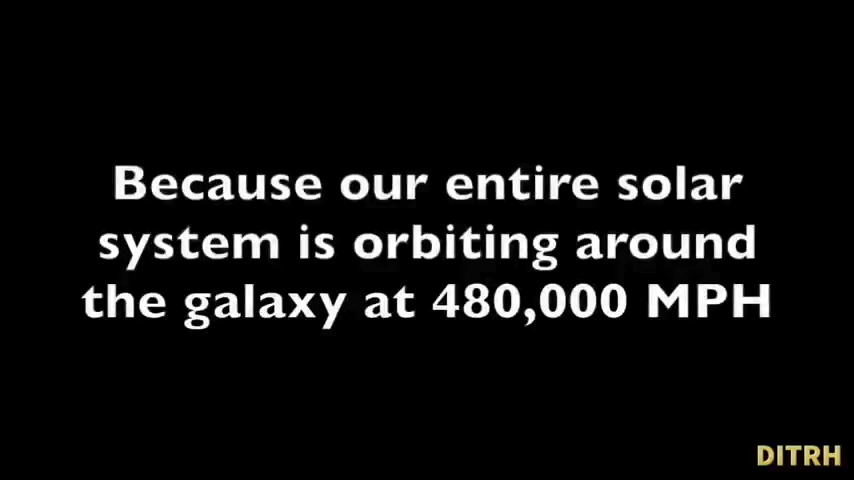 Because our entire solar
system is orbiting around
the galaxy at 480,000 MPH
DITRH